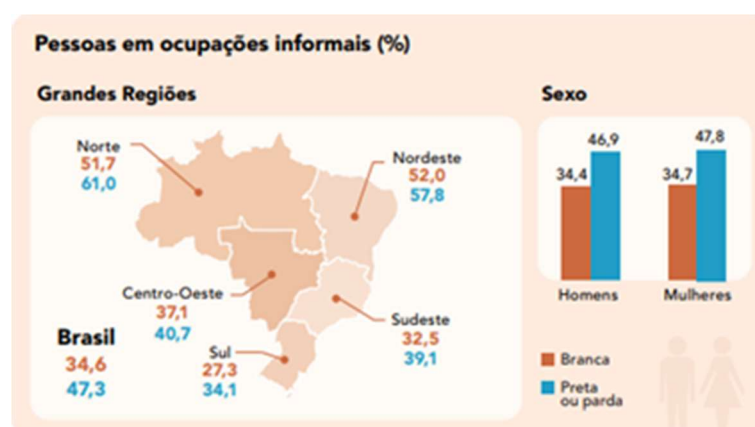 Pessoas em ocupações informais (%)
Grandes Regiões
Norte
51,7
61,0
Nordeste
52,0
57,8
Centro-Oeste
37,1
40,7
Sudeste
32,5
39,1
Sul
27,3
34,1
Brasil
34,6
47,3
Sexo
34,4
46,9
34,7
47,8
Homens
Mulheres
Branca
Preta
ou parda